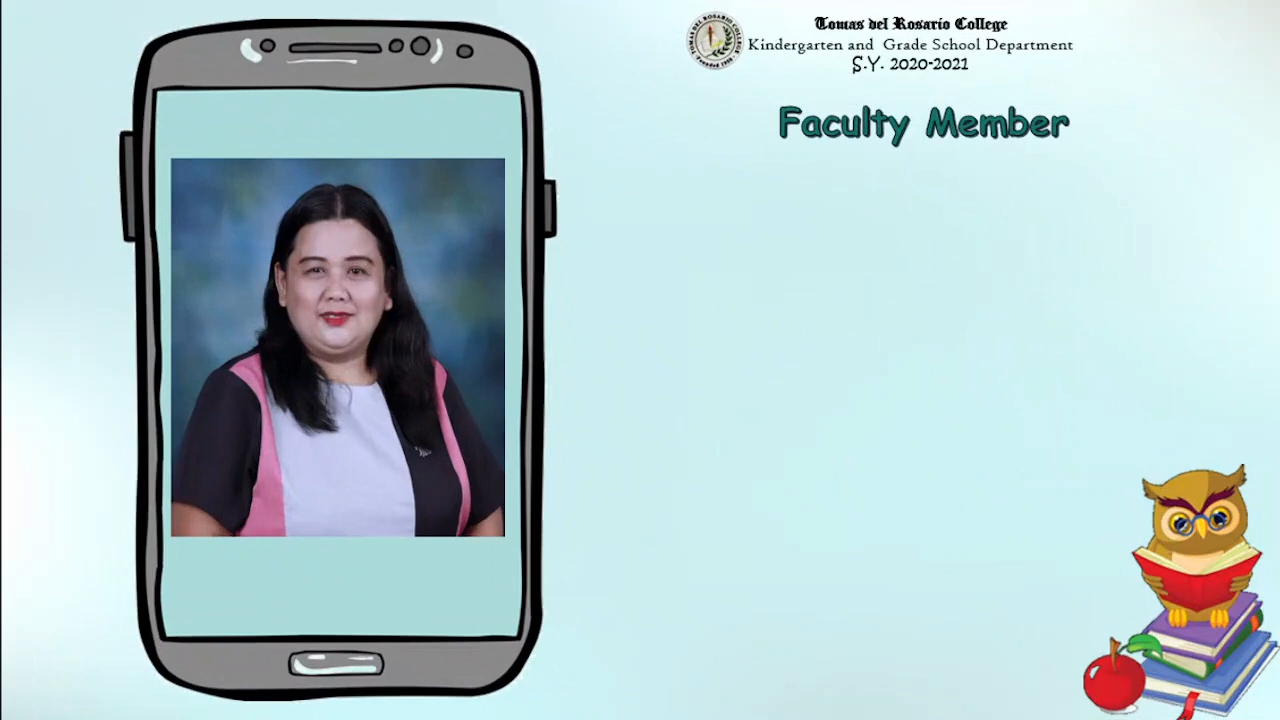 Tomas del Rosario College
Kindergarten and Grade School Department
S.Y. 2020-2021
Faculty Member